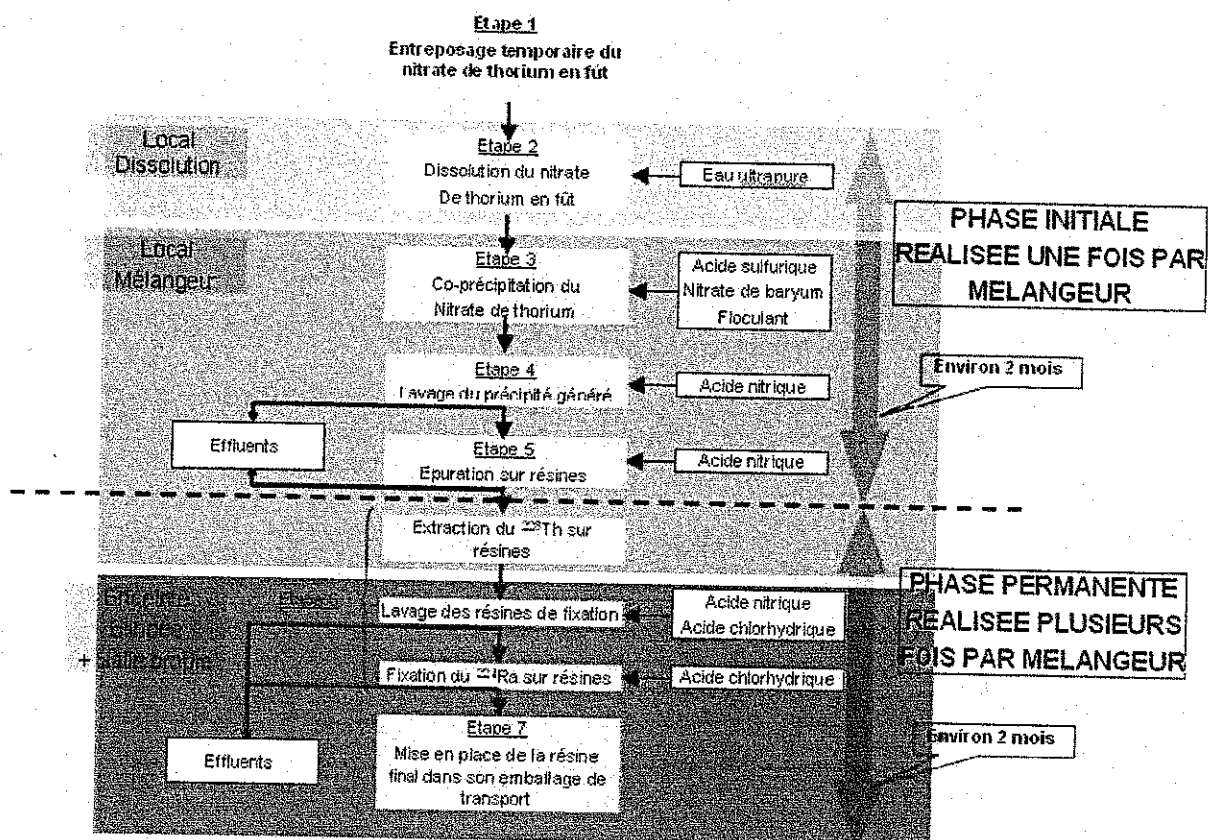 Etape 1
Entreposage temporaire du
nitrate de thorium en fût
Local
Dissolution
Etape 2
Dissolution du nitrate
De thorium en fût
Eau ultrapure
PHASE INITIALE
REALISEE UNE FOIS PAR
MELANGEUR
Local
Mélangeur
Etape 3
Co-précipitation du
Nitrate de thorium
Acide sulfurique
Nitrate de baryum
Floculant
Environ 2 mois
Etape 4
Lavage du précipité généré
Acide nitrique
Effluents
Etape 5
Epuration sur résines
Acide nitrique
Extraction du ²²⁸Th sur
résines
PHASE PERMANENTE
REALISEE PLUSIEURS
FOIS PAR MELANGEUR
Enceinte
Lavage des résines de fixation
Acide nitrique
Acide chlorhydrique
Fixation du ²²⁴Ra sur résines
Acide chlorhydrique
Effluents
Etape 7
Mise en place de la résine
final dans son emballage de
transport
Environ 2 mois